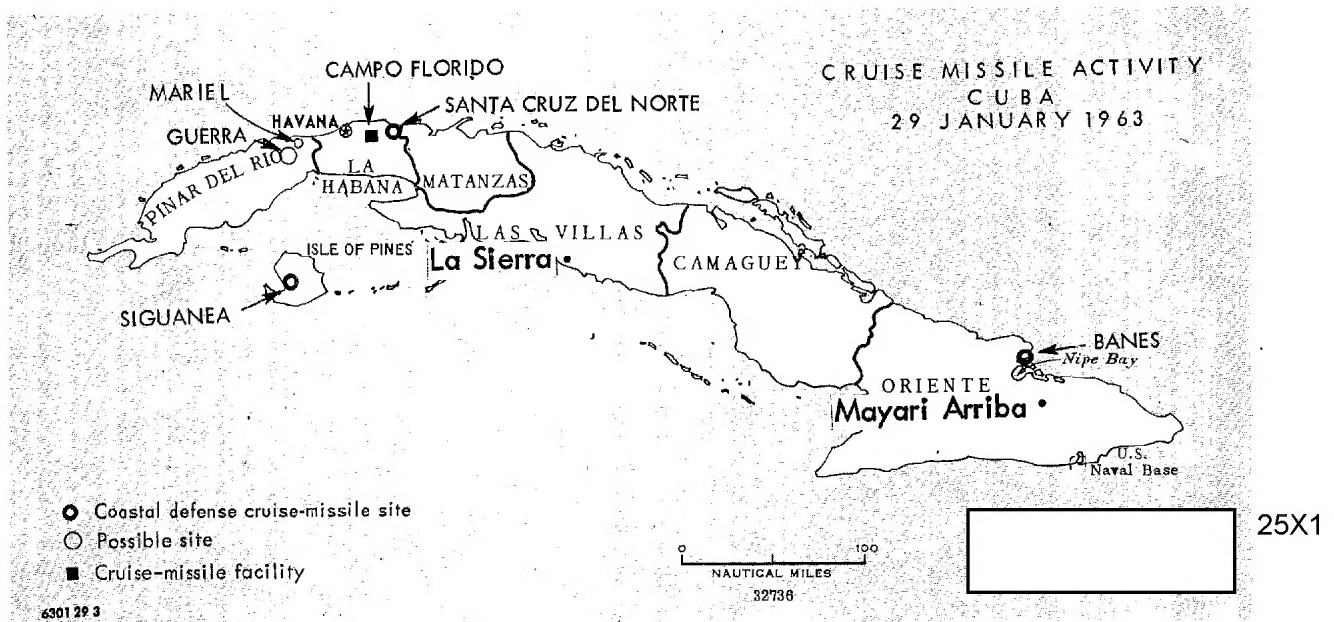 CRUISE MISSILE ACTIVITY
CUBA
29 JANUARY 1963
CAMPO FLORIDO
MARIEL
SANTA CRUZ DEL NORTE
HAVANA
GUERRA
PINAR DEL RIO
LA
HABANA
MATANZAS
LAS VILLAS
ISLE OF PINES
La Sierra
CAMAGUEY
SIGUANEA
BANES
Nipe Bay
ORIENTE
Mayari Arriba
U.S.
Naval Base
Coastal defense cruise-missile site
Possible site
Cruise-missile facility
0 100
NAUTICAL MILES
32736
25X1
6301 29 3